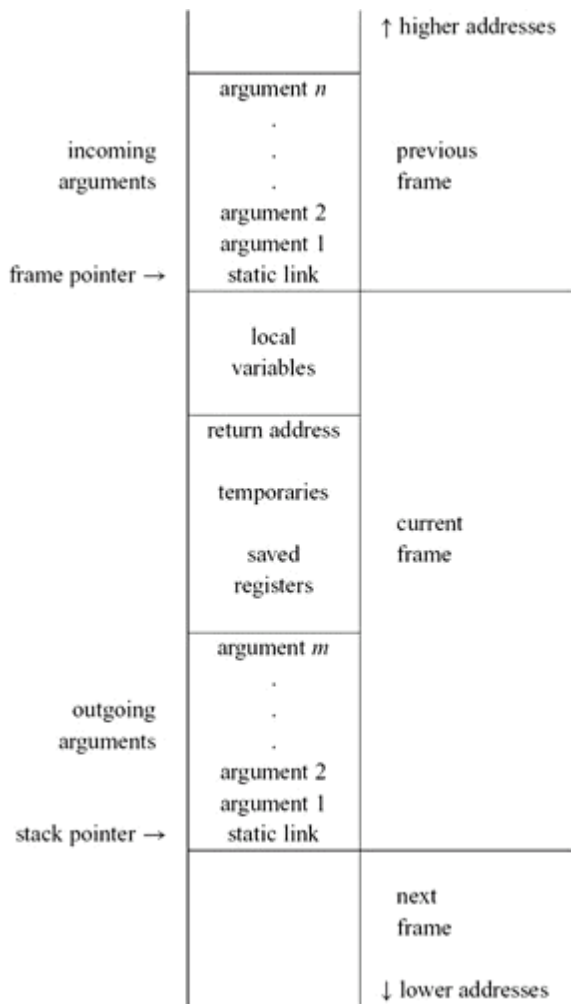 ↑ higher addresses
argument n
.
incoming . previous
arguments . frame
argument 2
argument 1
frame pointer → static link
local
variables
return address
temporaries
current
saved frame
registers
argument m
.
outgoing .
arguments .
argument 2
argument 1
stack pointer → static link
next
frame
↓ lower addresses